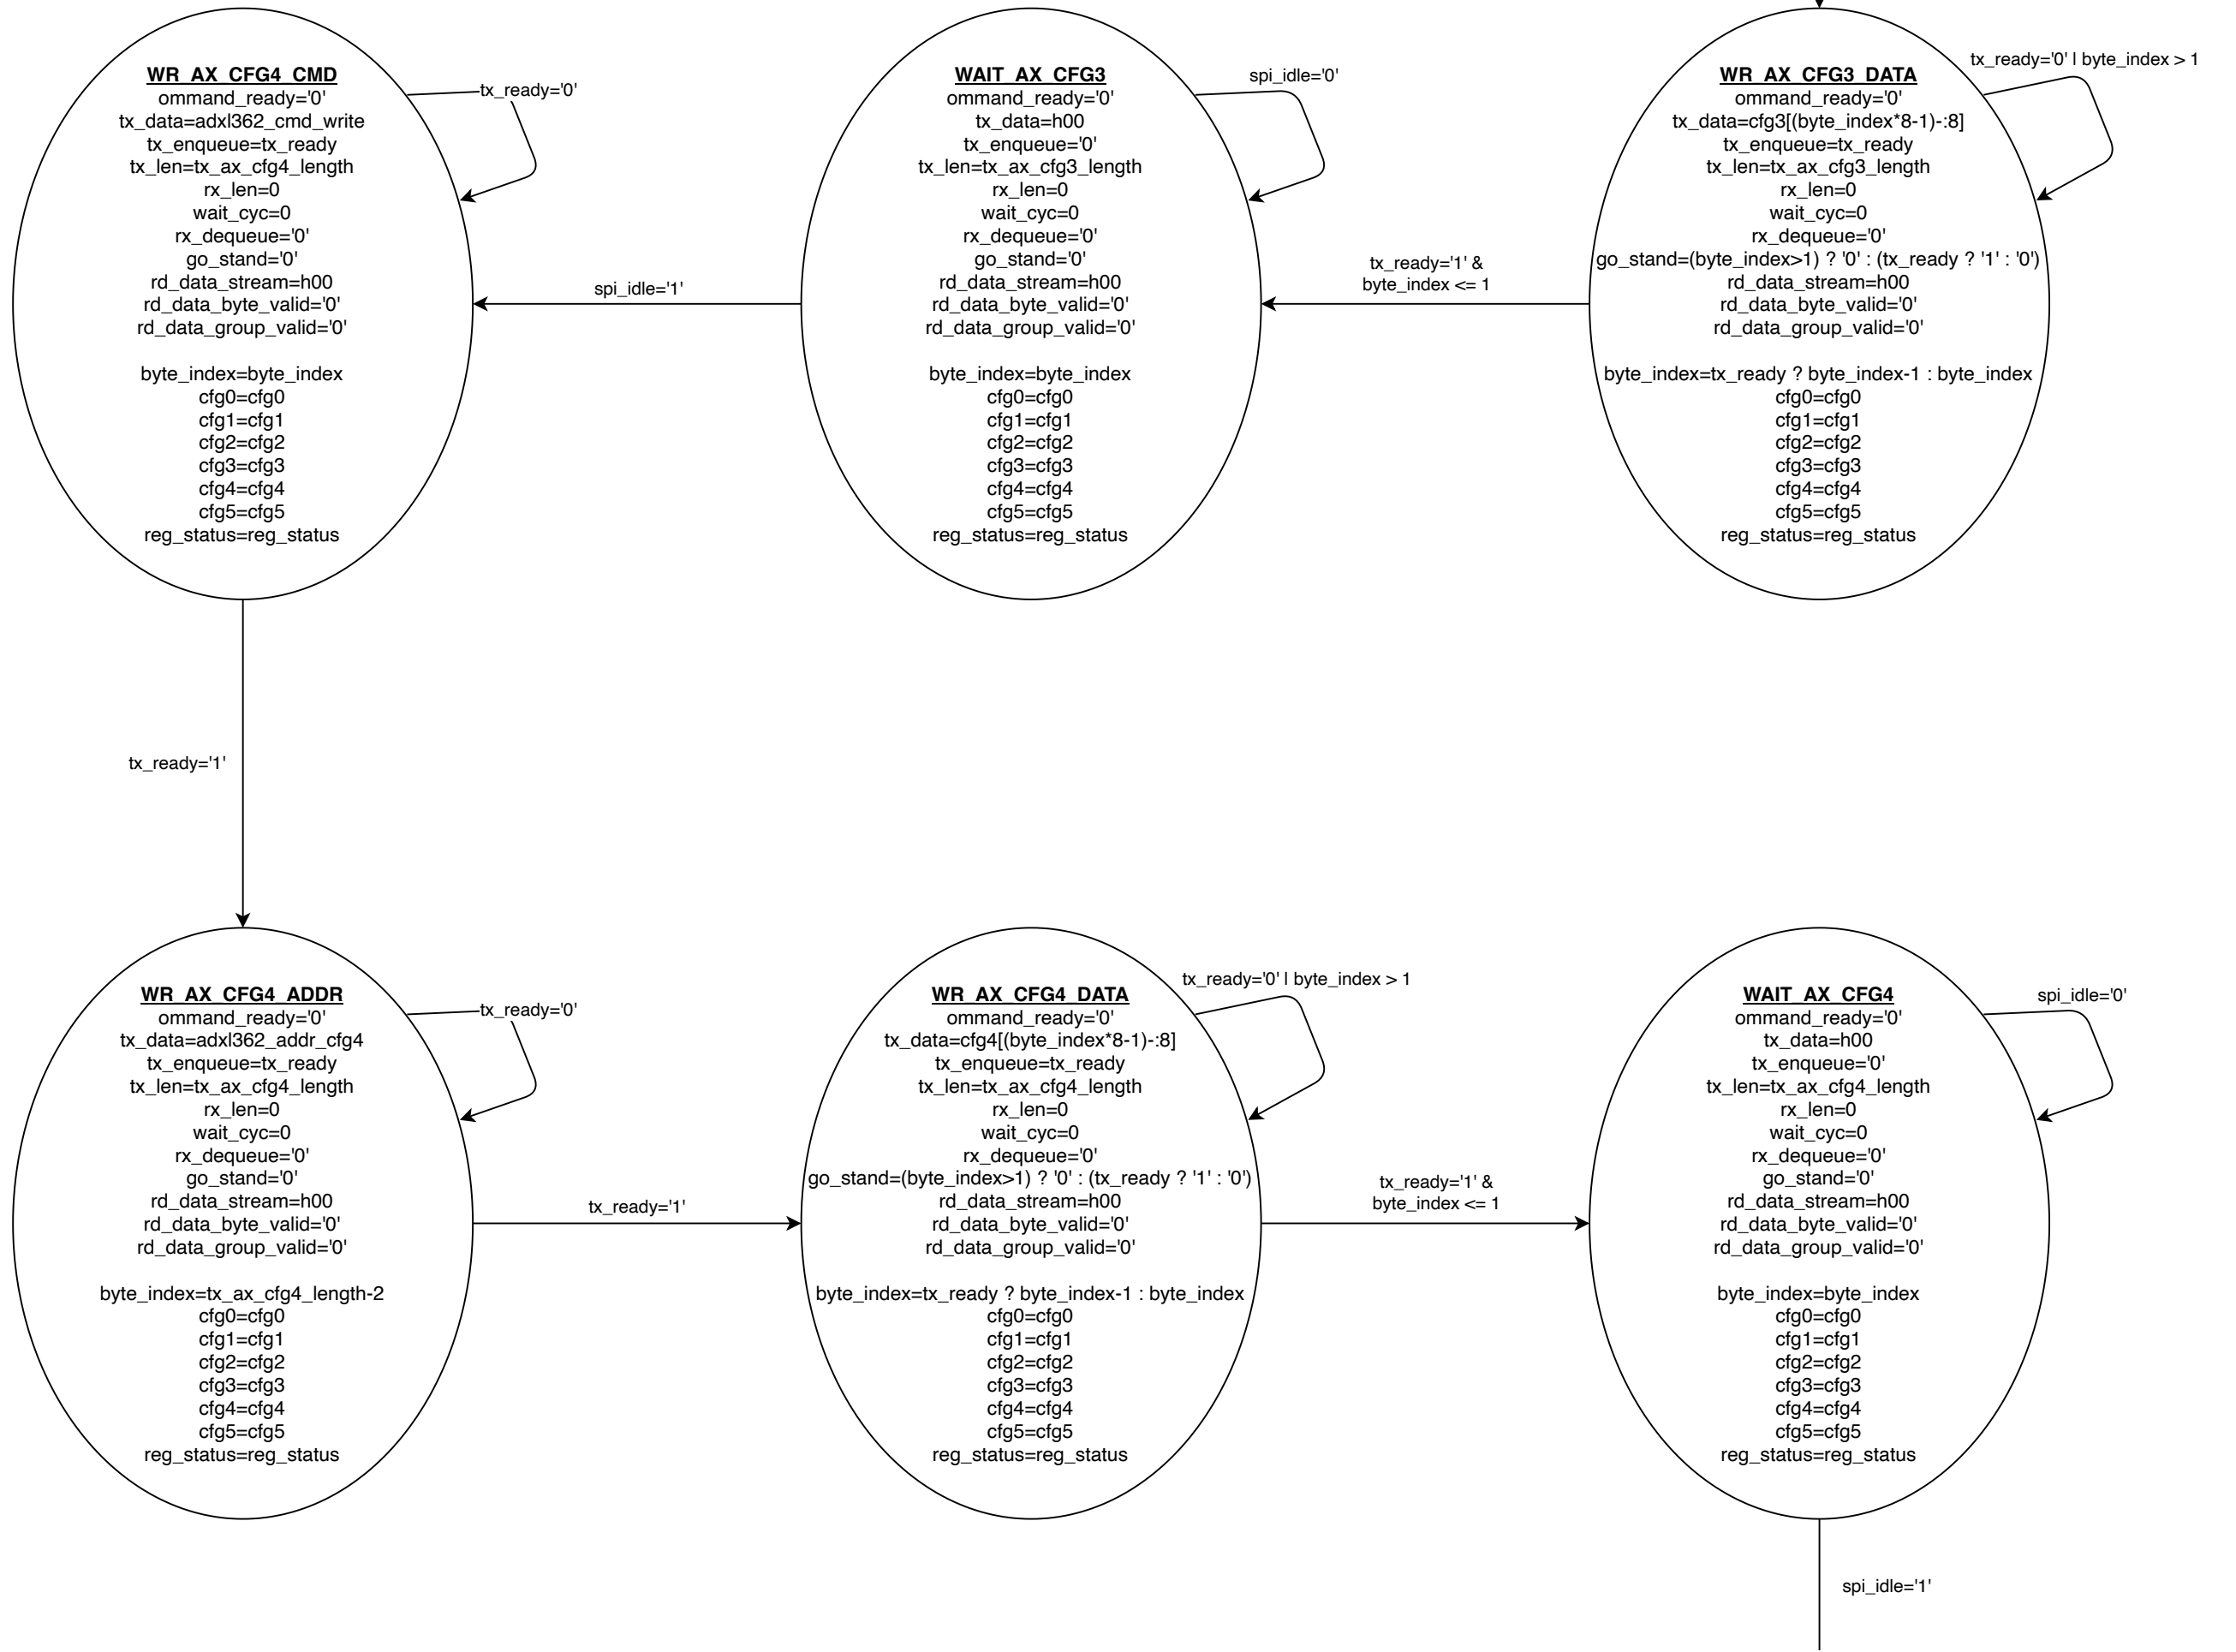 WR_AX_CFG4_CMD
ommand_ready='0'
tx_data=adxl362_cmd_write
tx_enqueue=tx_ready
tx_len=tx_ax_cfg4_length
rx_len=0
wait_cyc=0
rx_dequeue='0'
go_stand='0'
rd_data_stream=h00
rd_data_byte_valid='0'
rd_data_group_valid='0'
byte_index=byte_index
cfg0=cfg0
cfg1=cfg1
cfg2=cfg2
cfg3=cfg3
cfg4=cfg4
cfg5=cfg5
reg_status=reg_status
tx_ready='0'
spi_idle='1'
WAIT_AX_CFG3
ommand_ready='0'
tx_data=h00
tx_enqueue='0'
tx_len=tx_ax_cfg3_length
rx_len=0
wait_cyc=0
rx_dequeue='0'
go_stand='0'
rd_data_stream=h00
rd_data_byte_valid='0'
rd_data_group_valid='0'
byte_index=byte_index
cfg0=cfg0
cfg1=cfg1
cfg2=cfg2
cfg3=cfg3
cfg4=cfg4
cfg5=cfg5
reg_status=reg_status
spi_idle='0'
tx_ready='1' &
byte_index <= 1
WR_AX_CFG3_DATA
ommand_ready='0'
tx_data=cfg3[(byte_index*8-1)-:8]
tx_enqueue=tx_ready
tx_len=tx_ax_cfg3_length
rx_len=0
wait_cyc=0
rx_dequeue='0'
go_stand=(byte_index>1) ? '0' : (tx_ready ? '1' : '0')
rd_data_stream=h00
rd_data_byte_valid='0'
rd_data_group_valid='0'
byte_index=tx_ready ? byte_index-1 : byte_index
cfg0=cfg0
cfg1=cfg1
cfg2=cfg2
cfg3=cfg3
cfg4=cfg4
cfg5=cfg5
reg_status=reg_status
tx_ready='0' | byte_index > 1
tx_ready='1'
WR_AX_CFG4_ADDR
ommand_ready='0'
tx_data=adxl362_addr_cfg4
tx_enqueue=tx_ready
tx_len=tx_ax_cfg4_length
rx_len=0
wait_cyc=0
rx_dequeue='0'
go_stand='0'
rd_data_stream=h00
rd_data_byte_valid='0'
rd_data_group_valid='0'
byte_index=tx_ax_cfg4_length-2
cfg0=cfg0
cfg1=cfg1
cfg2=cfg2
cfg3=cfg3
cfg4=cfg4
cfg5=cfg5
reg_status=reg_status
tx_ready='0'
tx_ready='1'
WR_AX_CFG4_DATA
ommand_ready='0'
tx_data=cfg4[(byte_index*8-1)-:8]
tx_enqueue=tx_ready
tx_len=tx_ax_cfg4_length
rx_len=0
wait_cyc=0
rx_dequeue='0'
go_stand=(byte_index>1) ? '0' : (tx_ready ? '1' : '0')
rd_data_stream=h00
rd_data_byte_valid='0'
rd_data_group_valid='0'
byte_index=tx_ready ? byte_index-1 : byte_index
cfg0=cfg0
cfg1=cfg1
cfg2=cfg2
cfg3=cfg3
cfg4=cfg4
cfg5=cfg5
reg_status=reg_status
tx_ready='0' | byte_index > 1
tx_ready='1' &
byte_index <= 1
WAIT_AX_CFG4
ommand_ready='0'
tx_data=h00
tx_enqueue='0'
tx_len=tx_ax_cfg4_length
rx_len=0
wait_cyc=0
rx_dequeue='0'
go_stand='0'
rd_data_stream=h00
rd_data_byte_valid='0'
rd_data_group_valid='0'
byte_index=byte_index
cfg0=cfg0
cfg1=cfg1
cfg2=cfg2
cfg3=cfg3
cfg4=cfg4
cfg5=cfg5
reg_status=reg_status
spi_idle='0'
spi_idle='1'